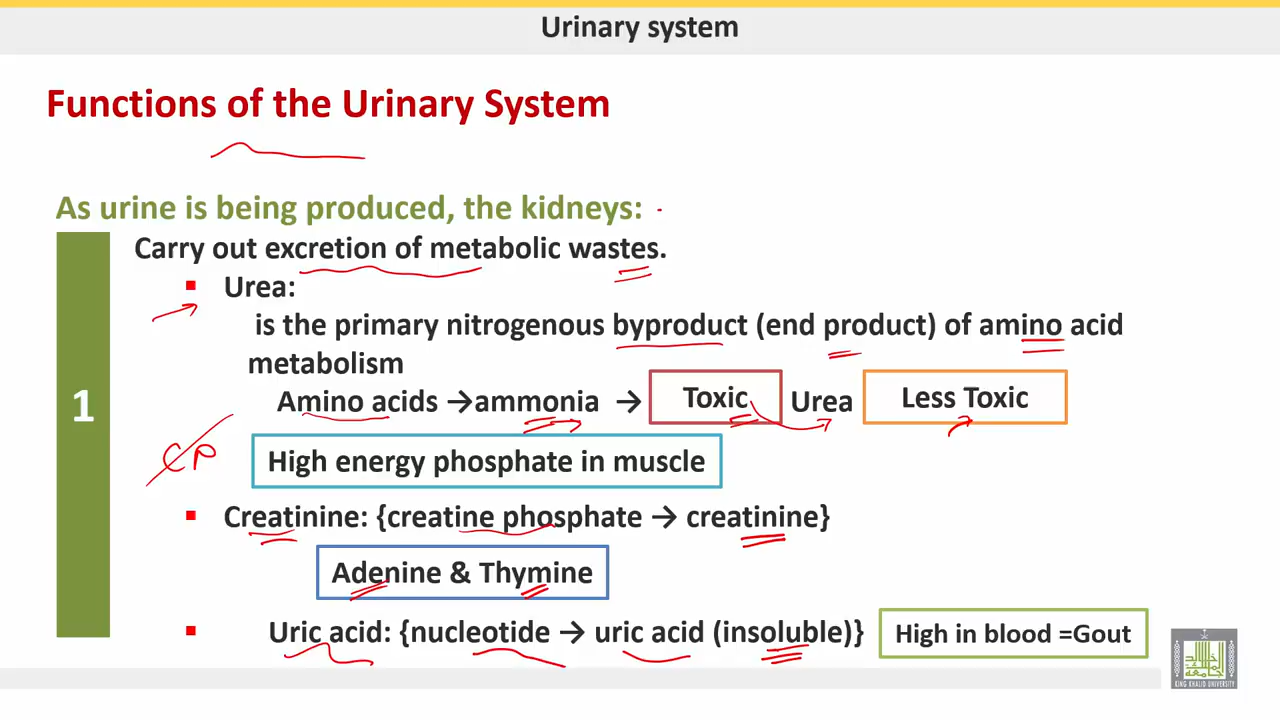 Urinary system
Functions of the Urinary System
As urine is being produced, the kidneys:
Carry out excretion of metabolic wastes.
▪ Urea:
is the primary nitrogenous byproduct (end product) of amino acid
metabolism
Amino acids → ammonia → Toxic Urea Less Toxic
1
CP
High energy phosphate in muscle
▪ Creatinine: {creatine phosphate → creatinine}
Adenine & Thymine
▪ Uric acid: {nucleotide → uric acid (insoluble)} High in blood =Gout
KING KHALID UNIVERSITY